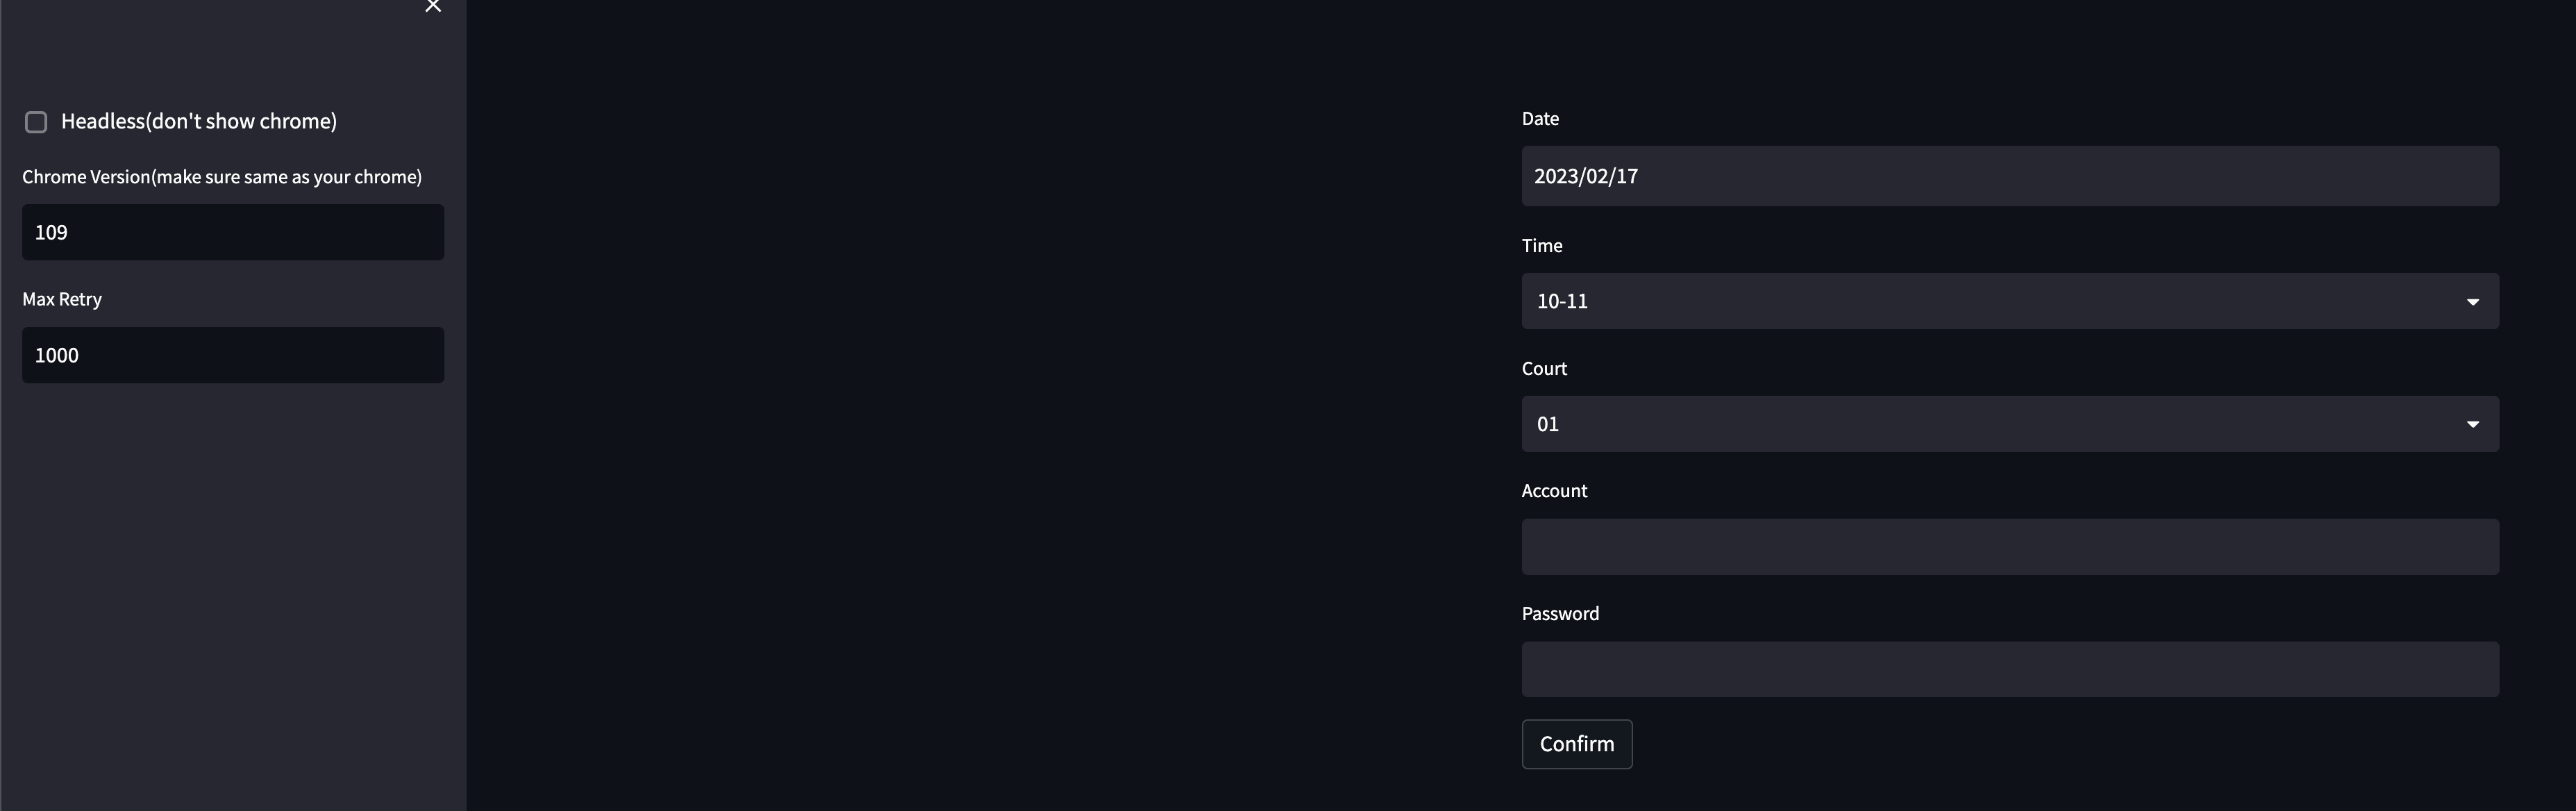 Headless(don't show chrome)
Chrome Version(make sure same as your chrome)
109
Max Retry
1000
Date
2023/02/17
Time
10-11
Court
01
Account
Password
Confirm